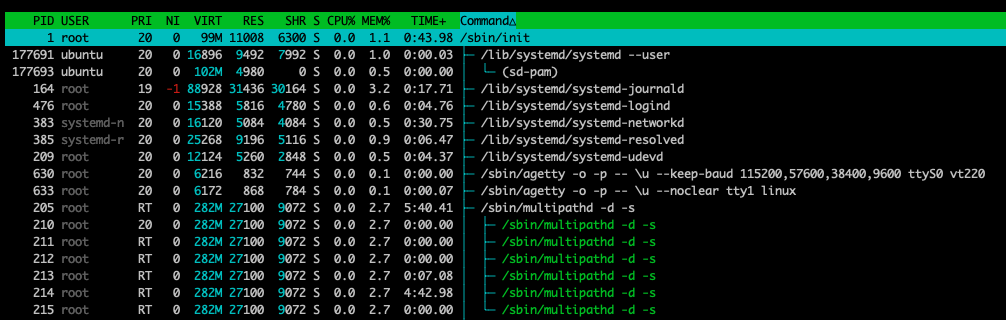 PID USER PRI NI VIRT RES SHR S CPU% MEM% TIME+ Command△
1 root 20 0 99M 11008 6300 S 0.0 1.1 0:43.98 /sbin/init
177691 ubuntu 20 0 16896 9492 7992 S 0.0 1.0 0:00.03 ├─ /lib/systemd/systemd --user
177693 ubuntu 20 0 102M 4980 0 S 0.0 0.5 0:00.00 │  └─ (sd-pam)
164 root 19 -1 88928 31436 30164 S 0.0 3.2 0:17.71 ├─ /lib/systemd/systemd-journald
476 root 20 0 15388 5816 4780 S 0.0 0.6 0:04.76 ├─ /lib/systemd/systemd-logind
383 systemd-n 20 0 16120 5084 4084 S 0.0 0.5 0:30.75 ├─ /lib/systemd/systemd-networkd
385 systemd-r 20 0 25268 9196 5116 S 0.0 0.9 0:06.47 ├─ /lib/systemd/systemd-resolved
209 root 20 0 12124 5260 2848 S 0.0 0.5 0:04.37 ├─ /lib/systemd/systemd-udevd
630 root 20 0 6216 832 744 S 0.0 0.1 0:00.00 ├─ /sbin/agetty -o -p -- \u --keep-baud 115200,57600,38400,9600 ttyS0 vt220
633 root 20 0 6172 868 784 S 0.0 0.1 0:00.07 ├─ /sbin/agetty -o -p -- \u --noclear tty1 linux
205 root RT 0 282M 27100 9072 S 0.0 2.7 5:40.41 ├─ /sbin/multipathd -d -s
210 root 20 0 282M 27100 9072 S 0.0 2.7 0:00.00 │  ├─ /sbin/multipathd -d -s
211 root RT 0 282M 27100 9072 S 0.0 2.7 0:00.00 │  ├─ /sbin/multipathd -d -s
212 root RT 0 282M 27100 9072 S 0.0 2.7 0:00.00 │  ├─ /sbin/multipathd -d -s
213 root RT 0 282M 27100 9072 S 0.0 2.7 0:07.08 │  ├─ /sbin/multipathd -d -s
214 root RT 0 282M 27100 9072 S 0.0 2.7 4:42.98 │  ├─ /sbin/multipathd -d -s
215 root RT 0 282M 27100 9072 S 0.0 2.7 0:00.00 │  └─ /sbin/multipathd -d -s